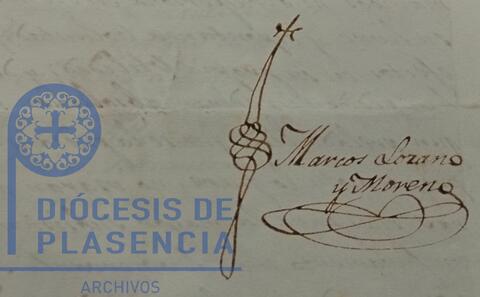 Marcos Lozano
y Moreno
DIÓCESIS DE
PLASENCIA
ARCHIVOS